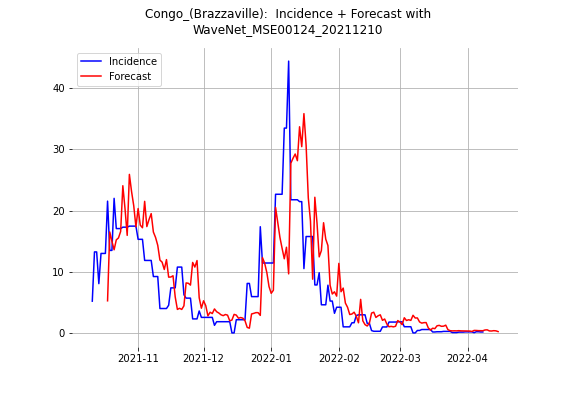 Congo_(Brazzaville):  Incidence + Forecast with
WaveNet_MSE00124_20211210
Incidence
Forecast
40
30
20
10
0
2021-11
2021-12
2022-01
2022-02
2022-03
2022-04